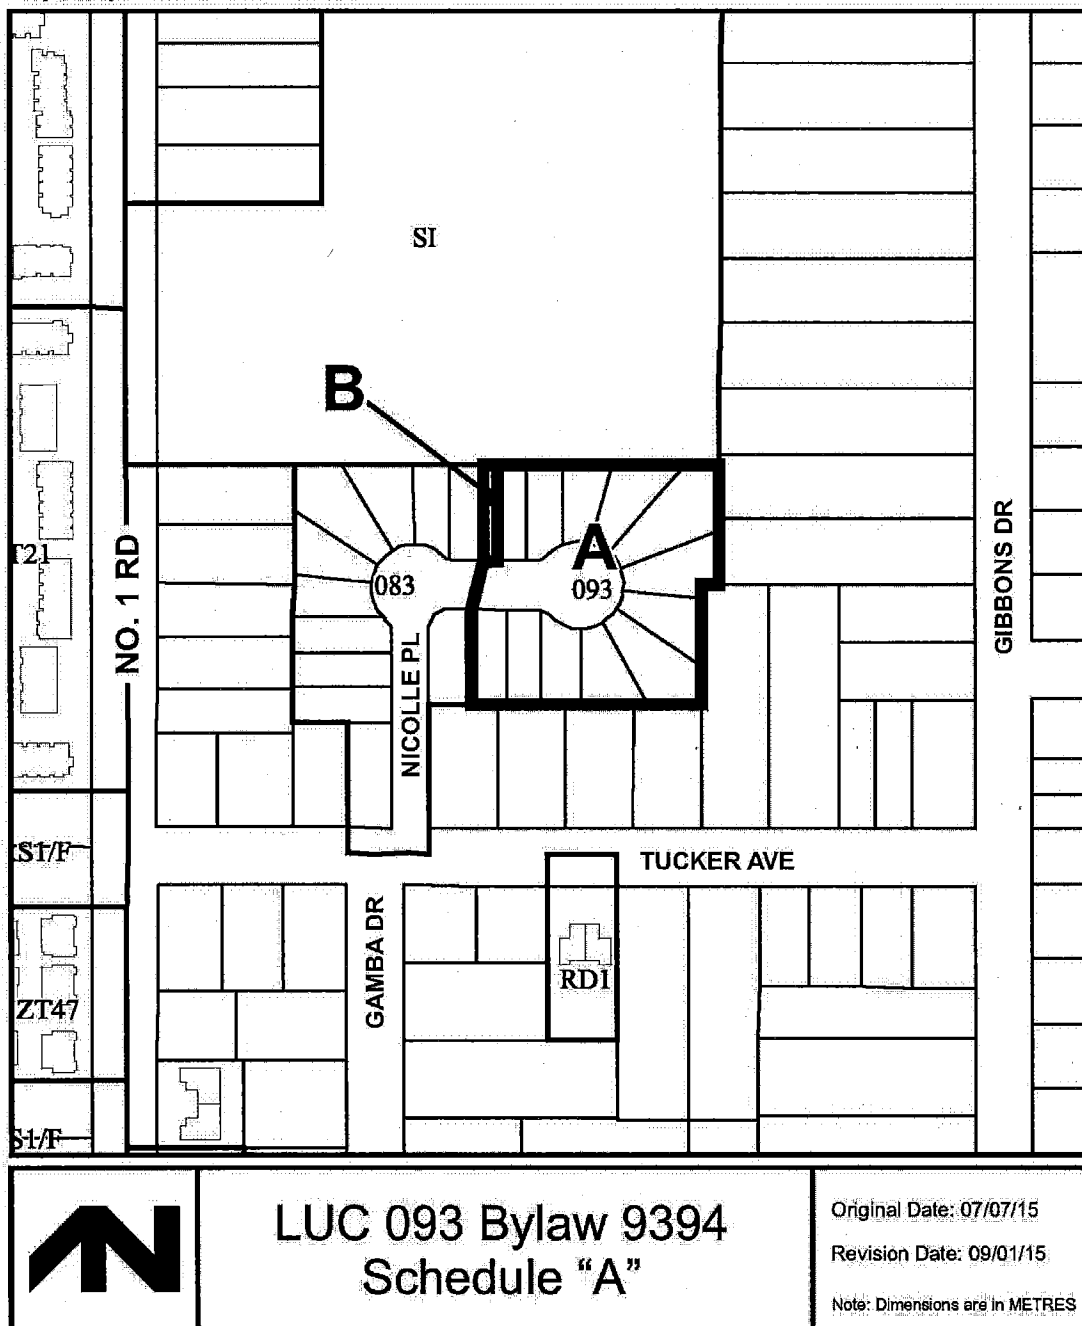 SI
B
A
T21
NO. 1 RD
083
093
GIBBONS DR
NICOLLE PL
S1/F
TUCKER AVE
GAMBA DR
RD1
ZT47
S1/F
N
LUC 093 Bylaw 9394
Schedule “A”
Original Date: 07/07/15
Revision Date: 09/01/15
Note: Dimensions are in METRES